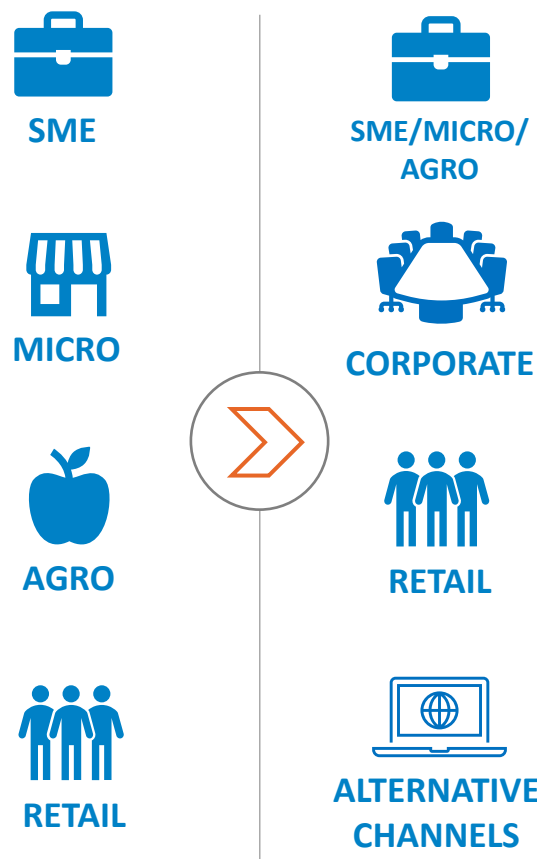 SME
MICRO
AGRO
RETAIL
SME/MICRO/
AGRO
CORPORATE
RETAIL
ALTERNATIVE
CHANNELS